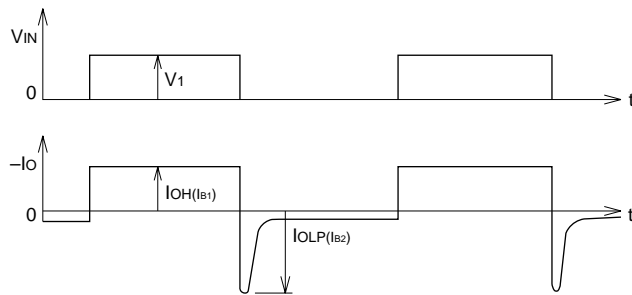 VIN
V1
0
t
–IO
IOH(IB1)
0
t
IOLP(IB2)